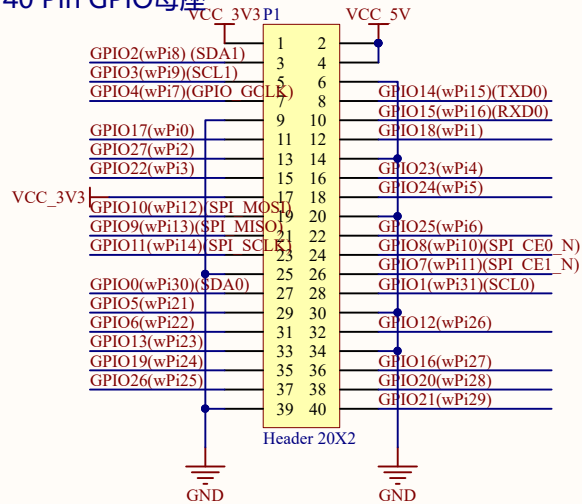 40 Pin GPIO母座
VCC_3V3 P1 VCC_5V
1 2
GPIO2(wPi8) (SDA1) 3 4
GPIO3(wPi9)(SCL1) 5 6
GPIO4(wPi7)(GPIO_GCLK) 7 8 GPIO14(wPi15)(TXD0)
9 10 GPIO15(wPi16)(RXD0)
GPIO17(wPi0) 11 12 GPIO18(wPi1)
GPIO27(wPi2) 13 14
GPIO22(wPi3) 15 16 GPIO23(wPi4)
VCC_3V3 17 18 GPIO24(wPi5)
GPIO10(wPi12)(SPI_MOSI) 19 20
GPIO9(wPi13)(SPI_MISO) 21 22 GPIO25(wPi6)
GPIO11(wPi14)(SPI_SCLK) 23 24 GPIO8(wPi10)(SPI_CE0_N)
25 26 GPIO7(wPi11)(SPI_CE1_N)
GPIO0(wPi30)(SDA0) 27 28 GPIO1(wPi31)(SCL0)
GPIO5(wPi21) 29 30
GPIO6(wPi22) 31 32 GPIO12(wPi26)
GPIO13(wPi23) 33 34
GPIO19(wPi24) 35 36 GPIO16(wPi27)
GPIO26(wPi25) 37 38 GPIO20(wPi28)
39 40 GPIO21(wPi29)
Header 20X2
GND GND